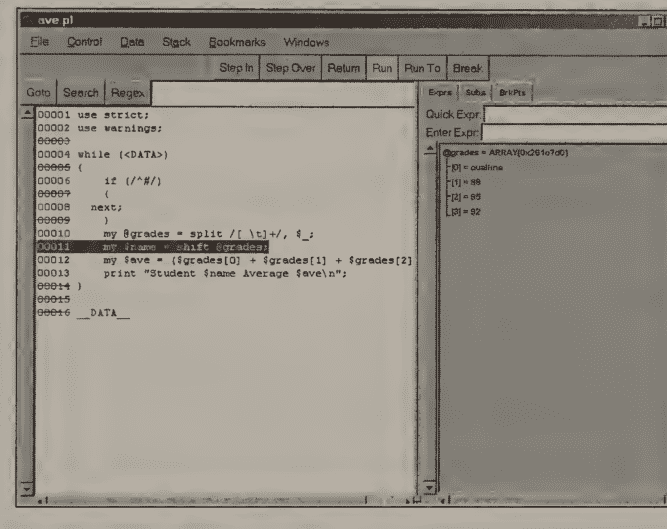 ave pl
File Control Data Stack Bookmarks Windows
Step In Step Over Return Run Run To Break
Goto Search Regex
Exprs Subs BrkPts
Quick Expr:
Enter Expr:
00001 use strict;
00002 use warnings;
00003
00004 while (<DATA>)
00005 {
00006 if (/^#/)
00007 {
00008 next;
00009 }
00010 my @grades = split /[ \t]+/, $_;
00011 my $name = shift @grades;
00012 my $ave = ($grades[0] + $grades[1] + $grades[2]
00013 print "Student $name Average $ave\n";
00014 }
00015
00016 __DATA__
@grades = ARRAY(0x261c7d0)
[0] = oualline
[1] =
[2] =
[3] = 92